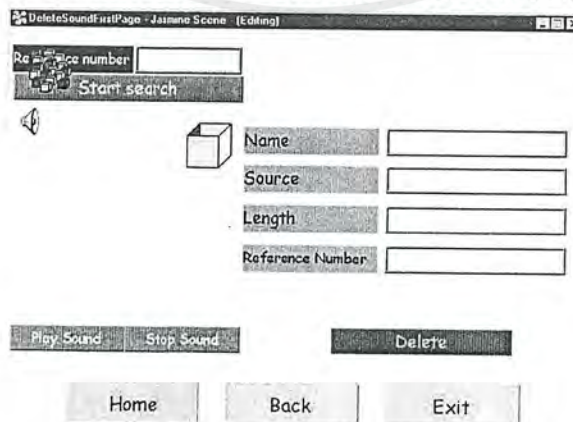 DeleteSoundFirstPage - Jasmine Scene (Editing)
number
Start search
Name
Source
Length
Reference Number
Play Sound Stop Sound Delete
Home Back Exit